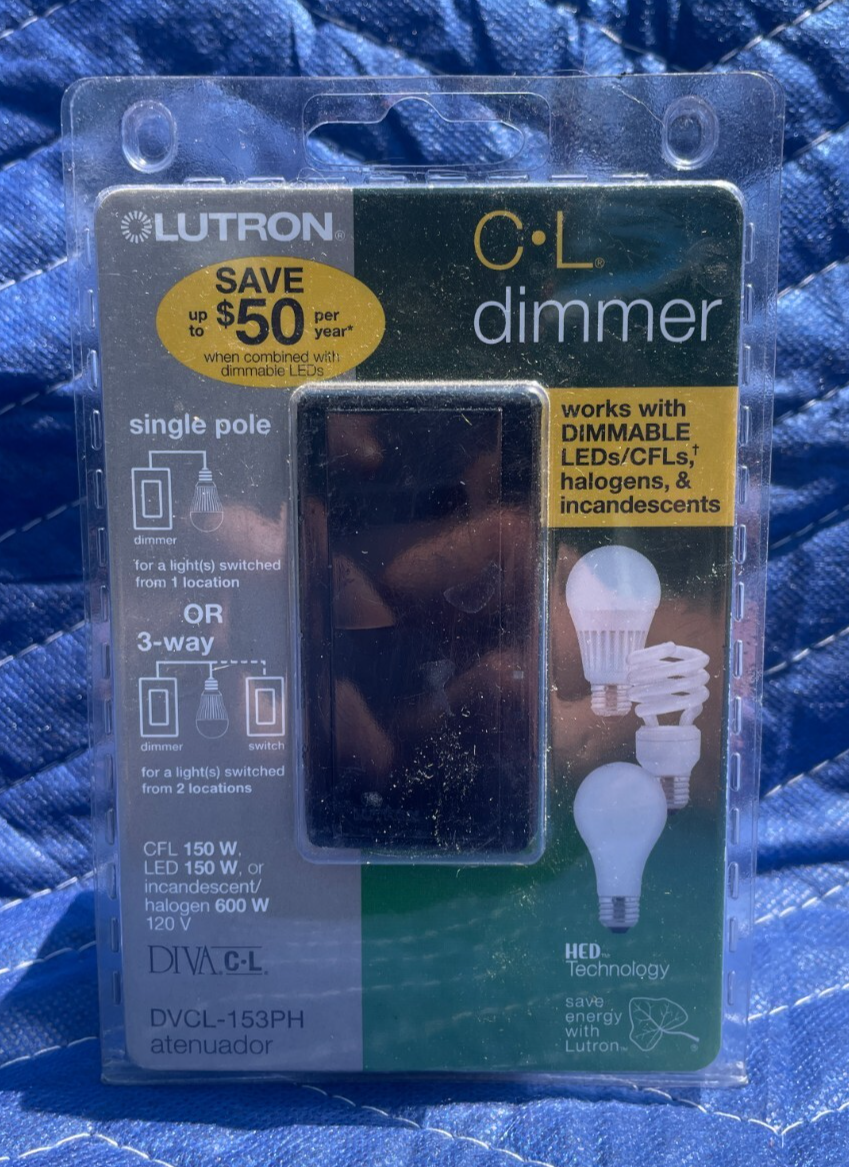 LUTRON®
SAVE
up to $50 per year*
when combined with
dimmable LEDs
C•L®
dimmer
works with
DIMMABLE
LEDs/CFLs,†
halogens, &
incandescents
single pole
dimmer
for a light(s) switched
from 1 location
OR
3-way
dimmer
switch
for a light(s) switched
from 2 locations
CFL 150 W,
LED 150 W, or
incandescent/
halogen 600 W
120 V
DIVA® C•L®
DVCL-153PH
atenuador
HED™
Technology
save
energy
with
Lutron™